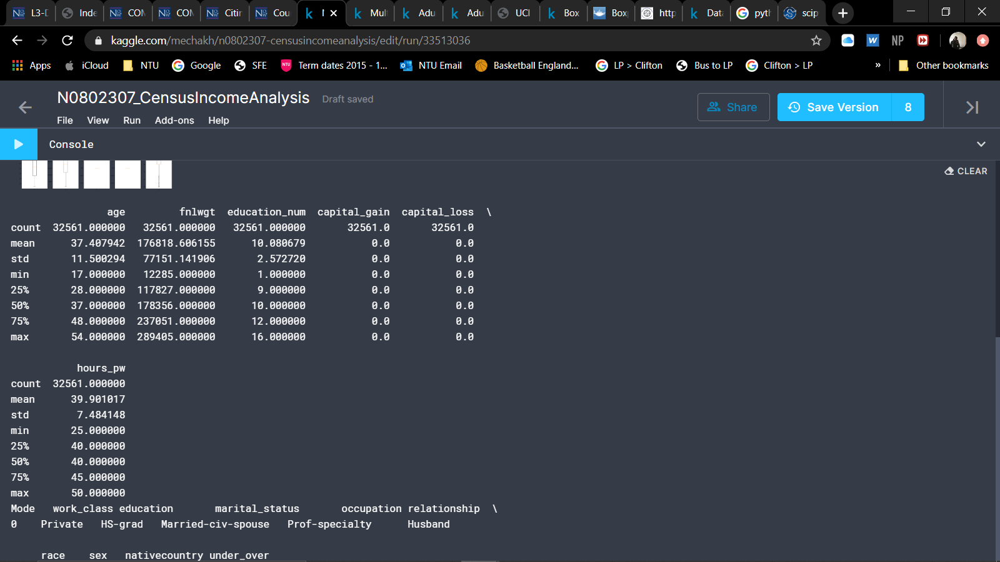 L3-D Inde COM COM Citin Cou Mul Adu Adu UCI Box Box http Data pyth scip
kaggle.com/mechakh/n0802307-censusincomeanalysis/edit/run/33513036
Apps iCloud NTU Google SFE Term dates 2015 - 1... NTU Email Basketball England... LP > Clifton Bus to LP Clifton > LP » Other bookmarks
N0802307_CensusIncomeAnalysis Draft saved
Share Save Version 8
File View Run Add-ons Help
Console
CLEAR
age fnlwgt education_num capital_gain capital_loss \
count 32561.000000 32561.000000 32561.000000 32561.0 32561.0
mean 37.407942 176818.606155 10.080679 0.0 0.0
std 11.500294 77151.141906 2.572720 0.0 0.0
min 17.000000 12285.000000 1.000000 0.0 0.0
25% 28.000000 117827.000000 9.000000 0.0 0.0
50% 37.000000 178356.000000 10.000000 0.0 0.0
75% 48.000000 237051.000000 12.000000 0.0 0.0
max 54.000000 289405.000000 16.000000 0.0 0.0
hours_pw
count 32561.000000
mean 39.901017
std 7.484148
min 25.000000
25% 40.000000
50% 40.000000
75% 45.000000
max 50.000000
Mode work_class education marital_status occupation relationship \
0 Private HS-grad Married-civ-spouse Prof-specialty Husband
race sex nativecountry under_over